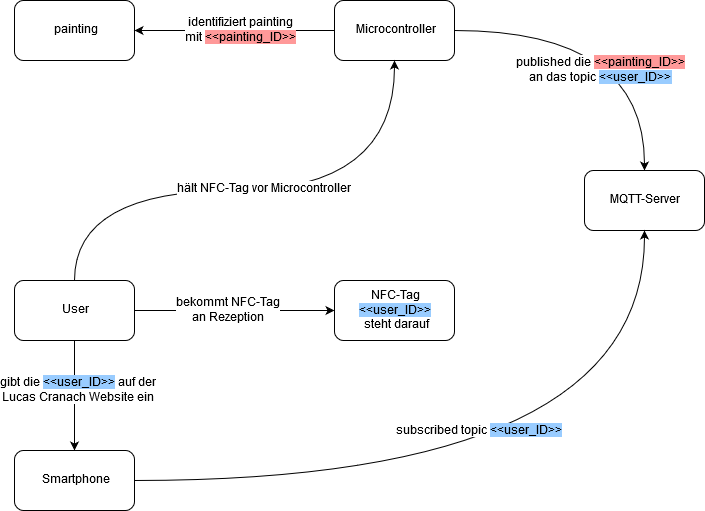 painting
identifiziert painting
mit <<painting_ID>>
Microcontroller
published die <<painting_ID>>
an das topic <<user_ID>>
hält NFC-Tag vor Microcontroller
MQTT-Server
User
bekommt NFC-Tag
an Rezeption
NFC-Tag
<<user_ID>>
steht darauf
gibt die <<user_ID>> auf der
Lucas Cranach Website ein
subscribed topic <<user_ID>>
Smartphone